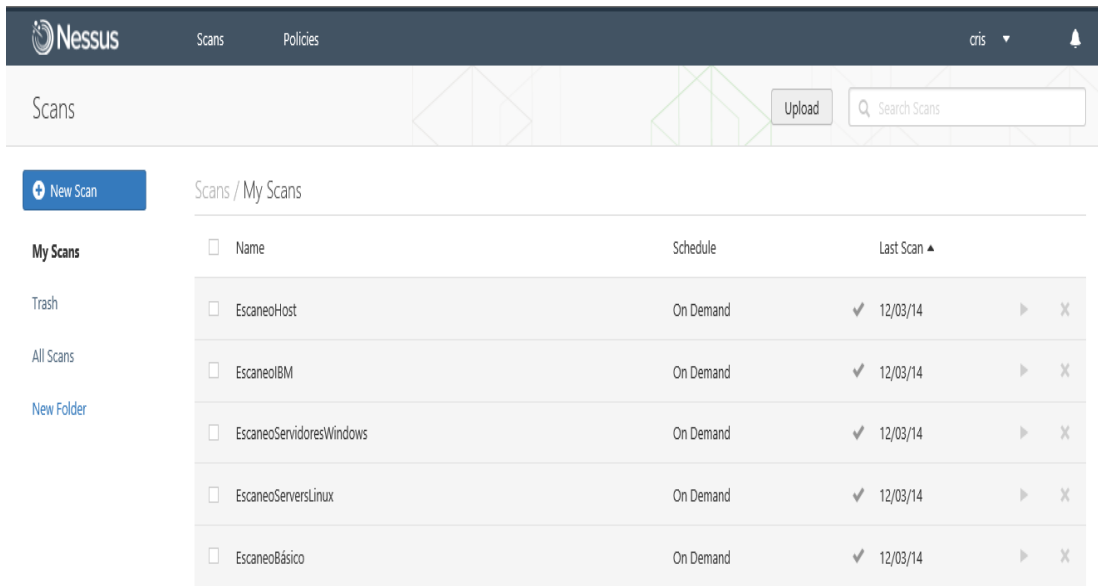 Nessus Scans Policies cris
Scans Upload Search Scans
New Scan Scans / My Scans
My Scans Name Schedule Last Scan
Trash EscaneoHost On Demand 12/03/14
All Scans EscaneoIBM On Demand 12/03/14
New Folder
EscaneoServidoresWindows On Demand 12/03/14
EscaneoServersLinux On Demand 12/03/14
EscaneoBásico On Demand 12/03/14